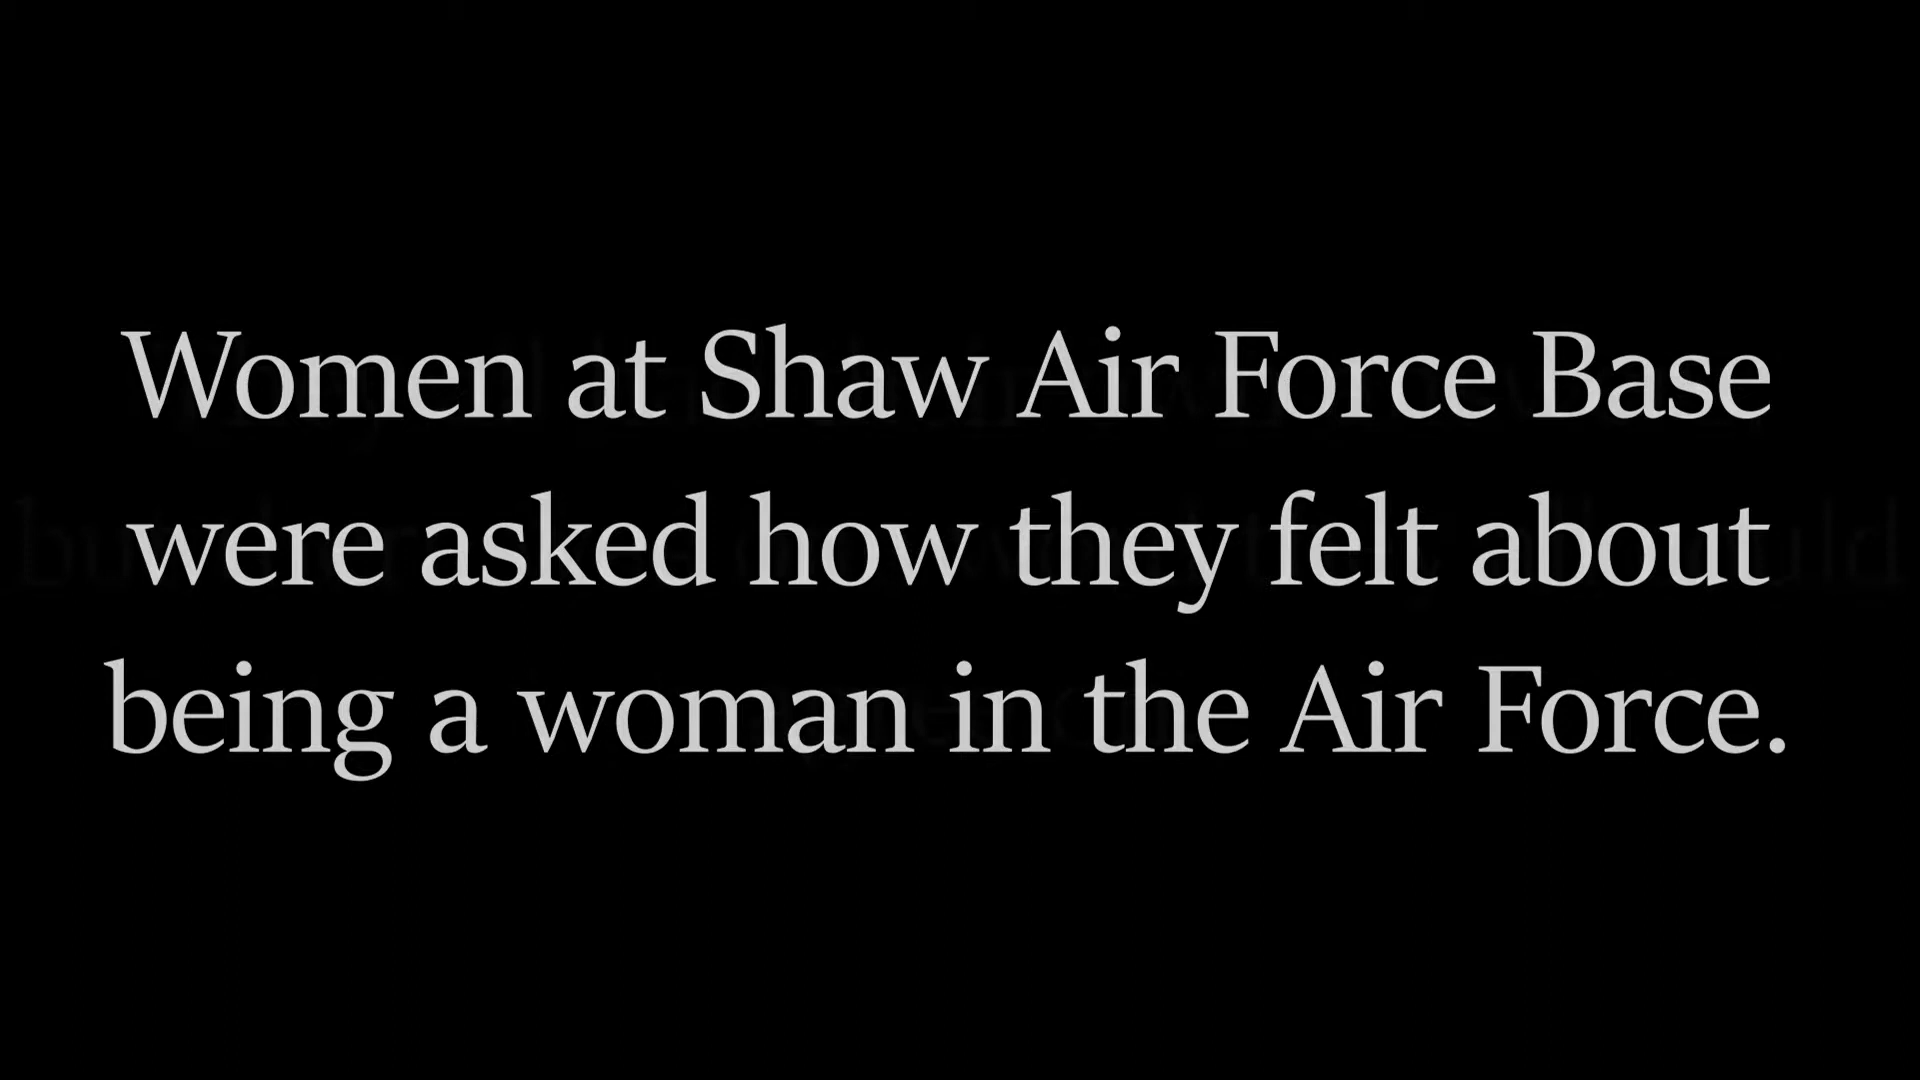 Women at Shaw Air Force Base
were asked how they felt about
being a woman in the Air Force.